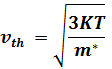 v_th = √(3KT / m*)